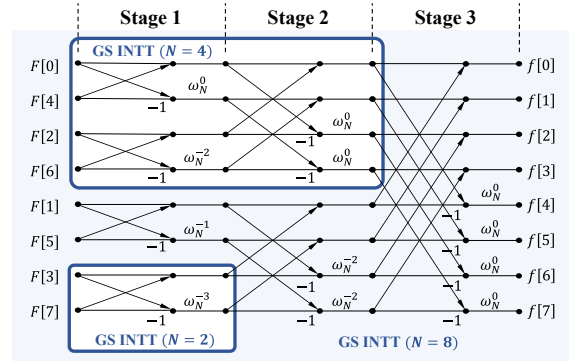 Stage 1 Stage 2 Stage 3
GS INTT (N = 4)
F[0] f[0]
ω_N^0
F[4] −1 f[1]
ω_N^0
F[2] −1 f[2]
ω_N^{-2} ω_N^0
F[6] −1 −1 f[3]
ω_N^0
F[1] −1 f[4]
ω_N^{-1} ω_N^0
F[5] −1 −1 f[5]
ω_N^{-2} ω_N^0
F[3] −1 −1 f[6]
ω_N^{-3} ω_N^{-2} ω_N^0
F[7] −1 −1 −1 f[7]
GS INTT (N = 2) GS INTT (N = 8)